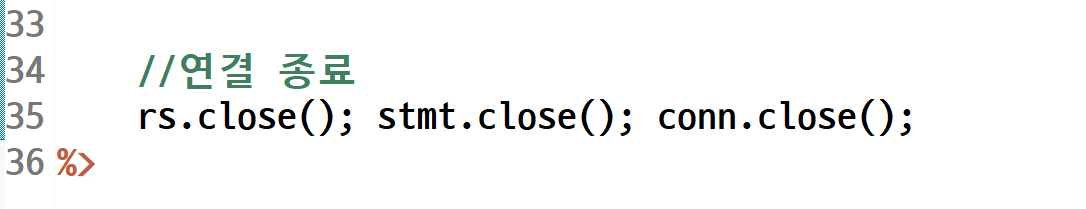 33
34 //연결 종료
35 rs.close(); stmt.close(); conn.close();
36 %>